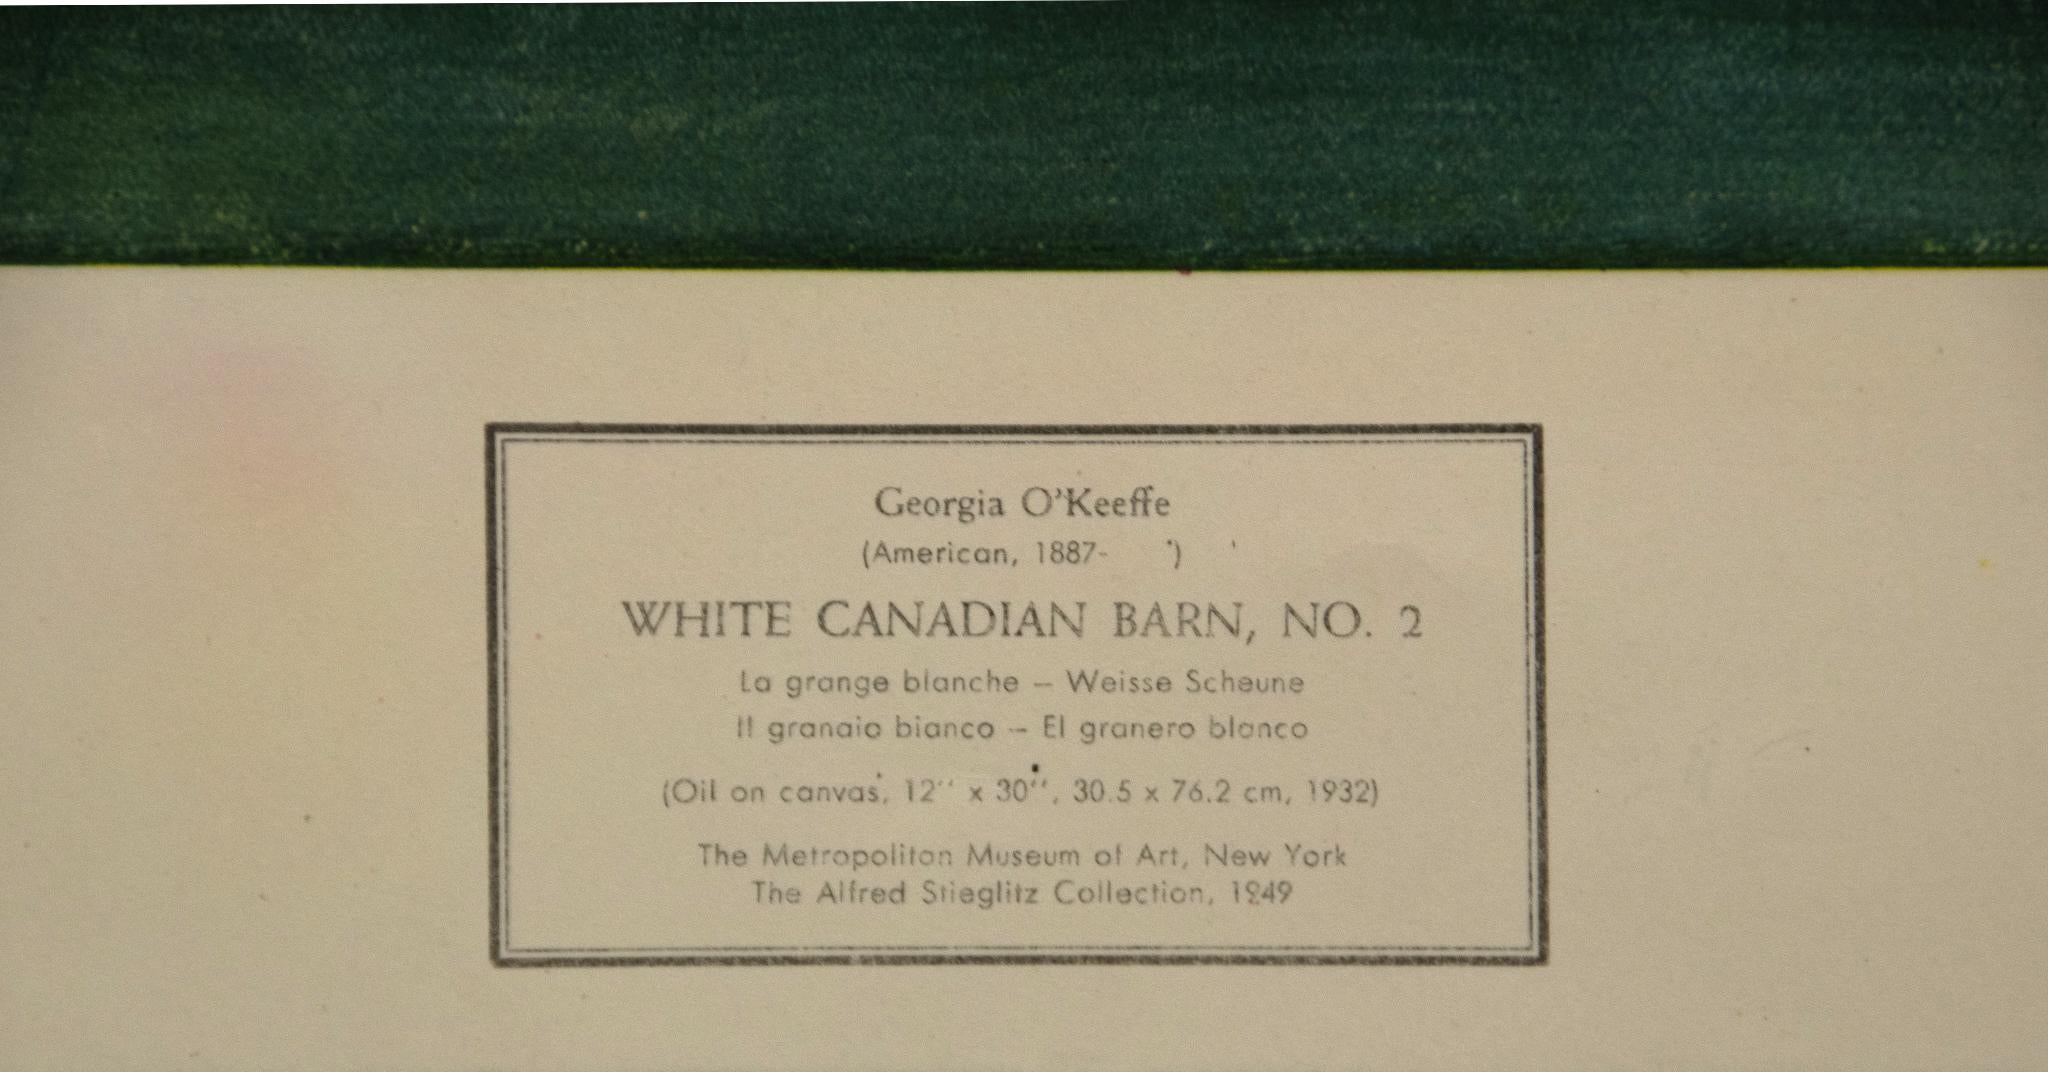 Georgia O'Keeffe
(American, 1887- )
WHITE CANADIAN BARN, NO. 2
La grange blanche – Weisse Scheune
Il granaio bianco – El granero blanco
(Oil on canvas, 12'' x 30'', 30.5 x 76.2 cm, 1932)
The Metropolitan Museum of Art, New York
The Alfred Stieglitz Collection, 1949